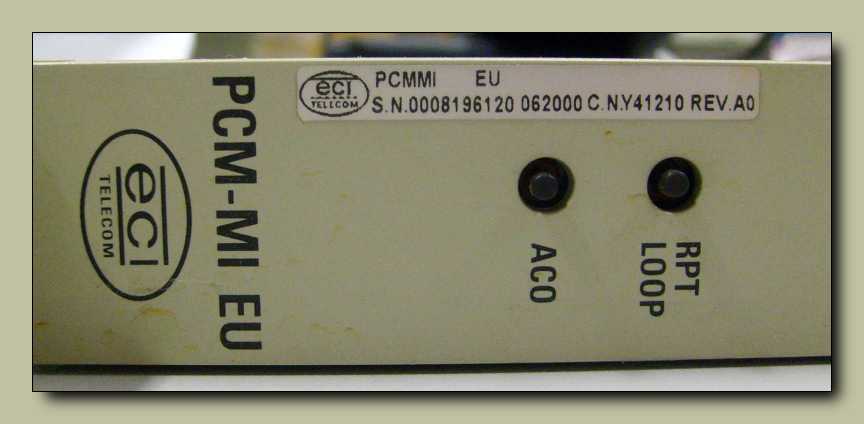 eci
TELECOM
PCM-MI EU
eci
TELECOM
PCMMI EU
S.N.0008196120 062000 C.N.Y41210 REV.A0
ACO
RPT
LOOP